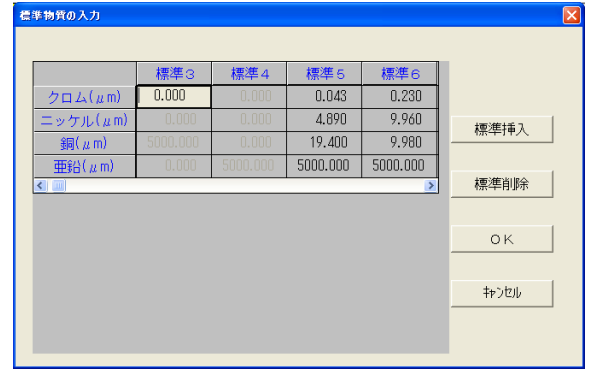 標準物質の入力
標準3 標準4 標準5 標準6
クロム(μm) 0.000 0.000 0.043 0.230
ニッケル(μm) 0.000 0.000 4.890 9.960
銅(μm) 5000.000 0.000 19.400 9.980
亜鉛(μm) 0.000 5000.000 5000.000 5000.000
標準挿入
標準削除
OK
キャンセル